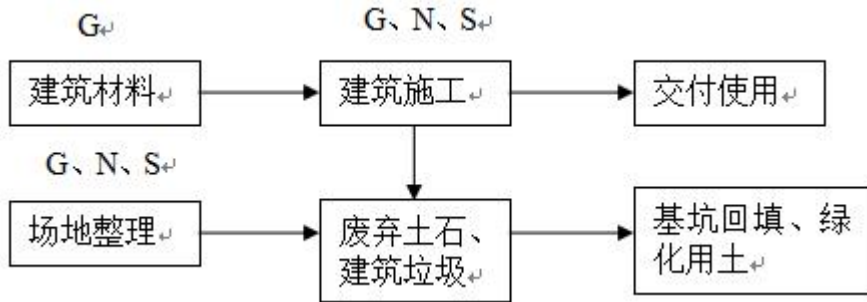 G
G、N、S
建筑材料
建筑施工
交付使用
G、N、S
场地整理
废弃土石、
建筑垃圾
基坑回填、绿
化用土